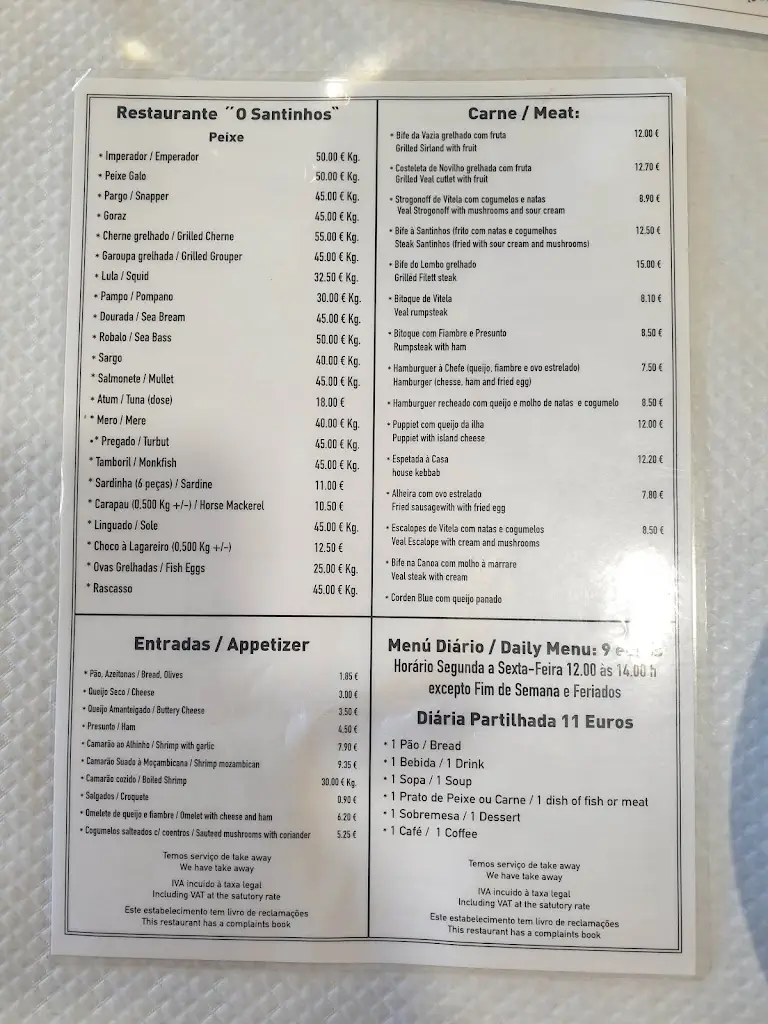 Restaurante ´´O Santinhos"
Peixe
* Imperador / Emperador 50.00 € Kg.
* Peixe Galo 50.00 € Kg.
* Pargo / Snapper 45.00 € Kg.
* Goraz 45.00 € Kg.
* Cherne grelhado / Grilled Cherne 55.00 € Kg.
* Garoupa grelhada / Grilled Grouper 45.00 € Kg.
* Lula / Squid 32.50 € Kg.
* Pampo / Pompano 30.00 € Kg.
* Dourada / Sea Bream 45.00 € Kg.
* Robalo / Sea Bass 50.00 € Kg.
* Sargo 40.00 € Kg.
* Salmonete / Mullet 45.00 € Kg.
* Atum / Tuna (dose) 18.00 €
* Mero / Mere 40.00 € Kg.
* Pregado / Turbut 45.00 € Kg.
* Tamboril / Monkfish 45.00 € Kg.
* Sardinha (6 peças) / Sardine 11.00 €
* Carapau (0,500 Kg +/-) / Horse Mackerel 10.50 €
* Linguado / Sole 45.00 € Kg.
* Choco à Lagareiro (0,500 Kg +/-) 12.50 €
* Ovas Grelhadas / Fish Eggs 25.00 € Kg.
* Rascasso 45.00 € Kg.
Carne / Meat:
* Bife da Vazia grelhado com fruta 12.00 €
Grilled Sirland with fruit
* Costeleta de Novilho grelhada com fruta 12.70 €
Grilled Veal cutlet with fruit
* Strogonoff de Vitela com cogumelos e natas 8.90 €
Veal Strogonoff with mushrooms and sour cream
* Bife à Santinhos (frito com natas e cogumelhos 12.50 €
Steak Santinhos (fried with sour cream and mushrooms)
* Bife do Lombo grelhado 15.00 €
Grilled Filett steak
* Bitoque de Vitela 8.10 €
Veal rumpsteak
* Bitoque com Fiambre e Presunto 8.50 €
Rumpsteak with ham
* Hamburguer à Chefe (queijo, fiambre e ovo estrelado) 7.50 €
Hamburger (chesse, ham and fried egg)
* Hamburguer recheado com queijo e molho de natas e cogumelo 8.50 €
* Puppiet com queijo da ilha 12.00 €
Puppiet with island cheese
* Espetada à Casa 12.20 €
house kebbab
* Alheira com ovo estrelado 7.80 €
Fried sausagewith with fried egg
* Escalopes de Vitela com natas e cogumelos 8.50 €
Veal Escalope with cream and mushrooms
* Bife na Canoa com molho à marrare
Veal steak with cream
* Corden Blue com queijo panado
Entradas / Appetizer
* Pão, Azeitonas / Bread, Olives 1.85 €
* Queijo Seco / Cheese 3.00 €
* Queijo Amanteigado / Buttery Cheese 3.50 €
* Presunto / Ham 4.50 €
* Camarão ao Alhinho / Shrimp with garlic 7.90 €
* Camarão Suado à Moçambicana / Shrimp mozambican 9.35 €
* Camarão cozido / Boiled Shrimp 30.00 € Kg.
* Salgados / Croquete 0.90 €
* Omelete de queijo e fiambre / Omelet with cheese and ham 6.20 €
* Cogumelos salteados c/ coentros / Sauteed mushrooms with coriander 5.25 €
Temos serviço de take away
We have take away
IVA incuido à taxa legal
Including VAT at the satutory rate
Este estabelecimento tem livro de reclamações
This restaurant has a complaints book
Menú Diário / Daily Menu: 9
Horário Segunda a Sexta-Feira 12.00 às 14.00 h
excepto Fim de Semana e Feriados
Diária Partilhada 11 Euros
* 1 Pão / Bread
* 1 Bebida / 1 Drink
* 1 Sopa / 1 Soup
* 1 Prato de Peixe ou Carne / 1 dish of fish or meat
* 1 Sobremesa / 1 Dessert
* 1 Café / 1 Coffee
Temos serviço de take away
We have take away
IVA incuido à taxa legal
Including VAT at the satutory rate
Este estabelecimento tem livro de reclamações
This restaurant has a complaints book